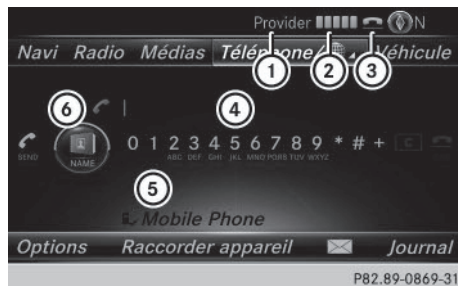 Provider N
Navi Radio Médias Téléphone/ Véhicule
1 2 3
6 4
0 1 2 3 4 5 6 7 8 9 * # + C
SEND NAME ABC DEF GHI JKL MNO PQRS TUV WXYZ
5
Mobile Phone
Options Raccorder appareil Journal
P82.89-0869-31